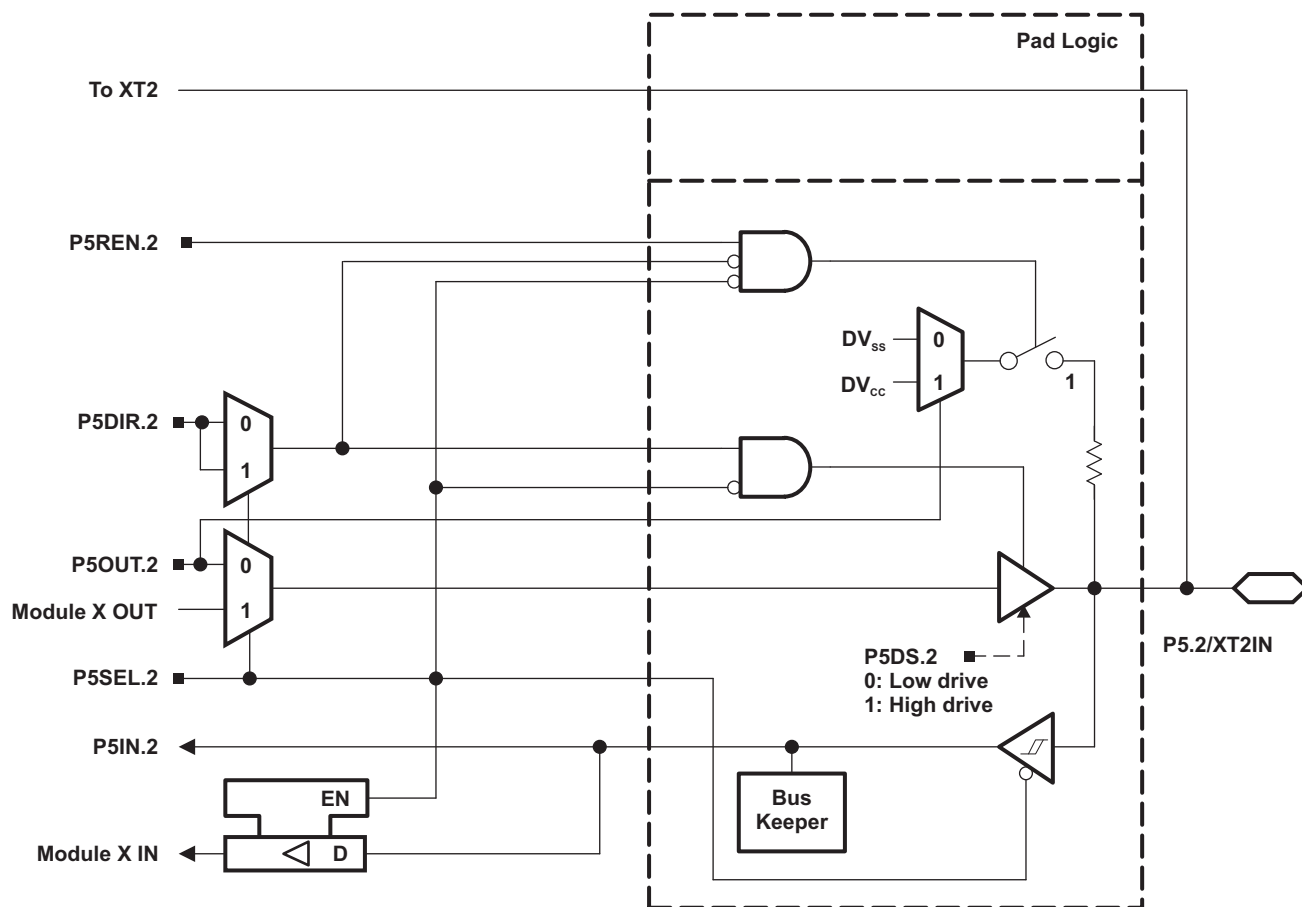 Pad Logic
To XT2
P5REN.2
DVSS
0
DVCC
1
1
P5DIR.2
0
1
P5OUT.2
0
Module X OUT
1
P5SEL.2
P5DS.2
0: Low drive
1: High drive
P5.2/XT2IN
P5IN.2
EN
Bus
Keeper
Module X IN
D